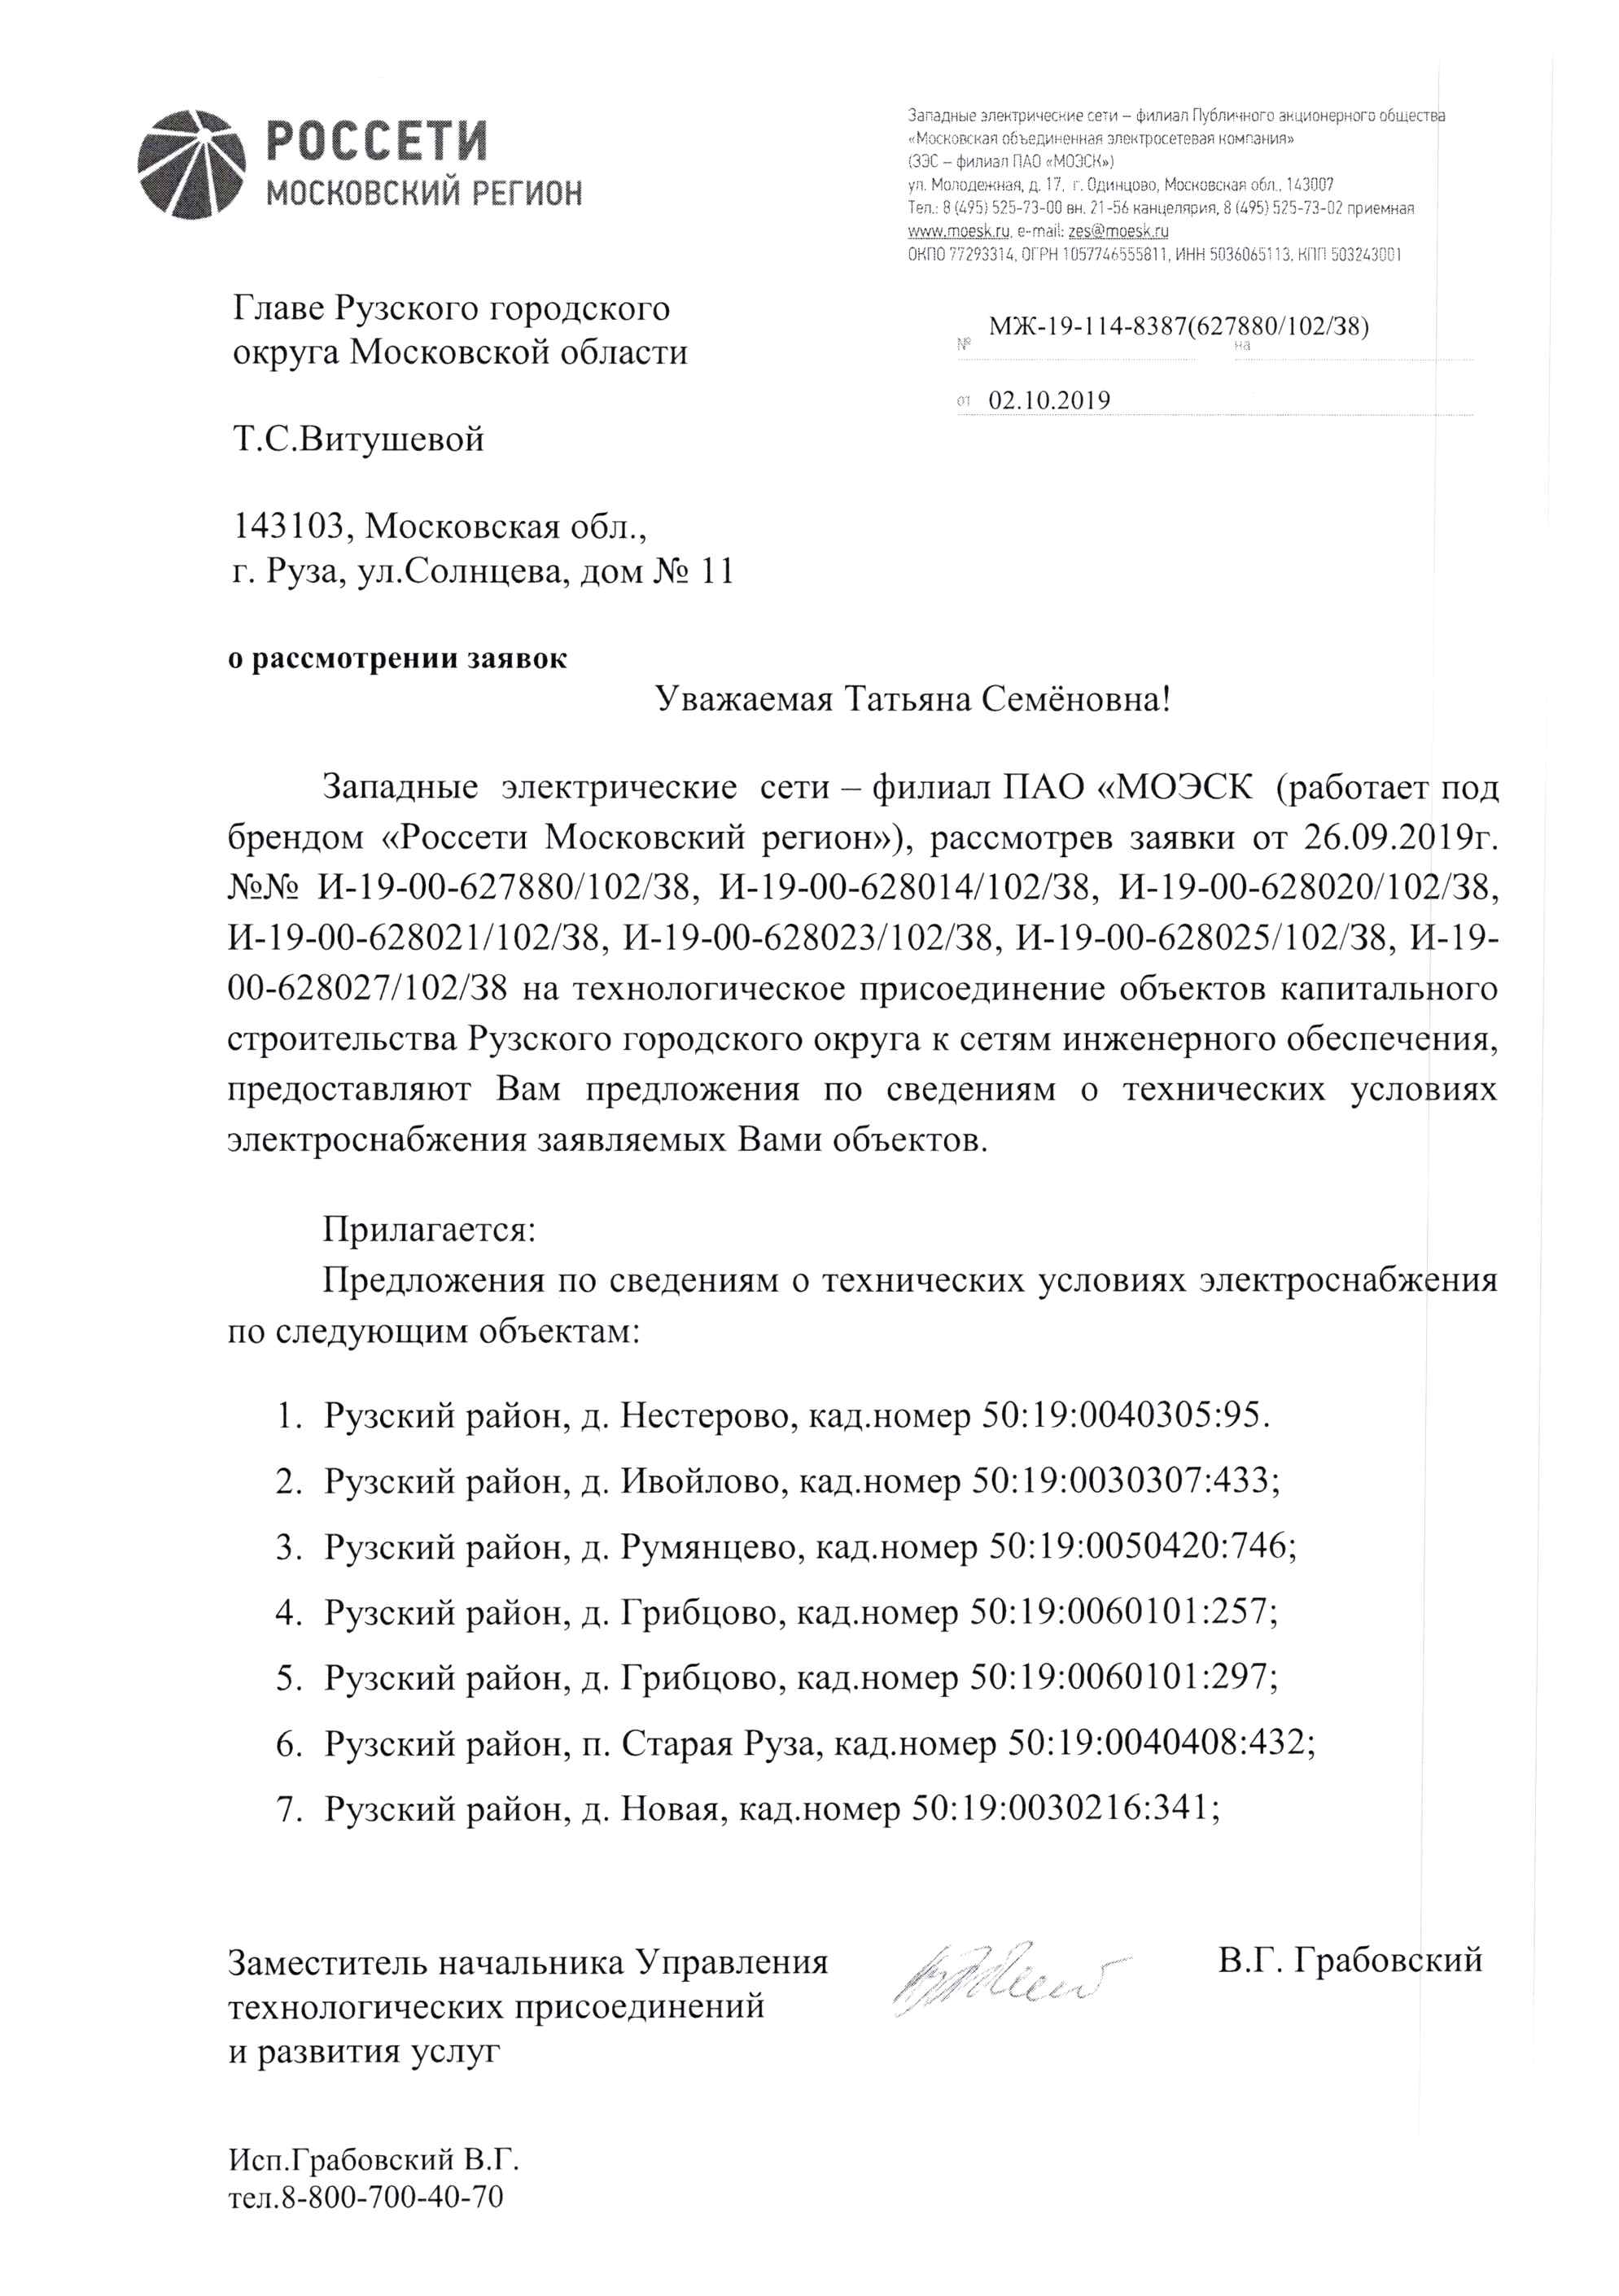 РОССЕТИ
МОСКОВСКИЙ РЕГИОН
Западные электрические сети – филиал Публичного акционерного общества
«Московская объединенная электросетевая компания»
(ЗЭС – филиал ПАО «МОЭСК»)
ул. Молодежная, д. 17, г. Одинцово, Московская обл., 143007
Тел.: 8 (495) 525-73-00 вн. 21-56 канцелярия, 8 (495) 525-73-02 приемная
www.moesk.ru, e-mail: zes@moesk.ru
ОКПО 77293314, ОГРН 1057746555811, ИНН 5036065113, КПП 503243001
Главе Рузского городского
округа Московской области
Т.С.Витушевой
143103, Московская обл.,
г. Руза, ул.Солнцева, дом № 11
МЖ-19-114-8387(627880/102/З8)
№ на
от 02.10.2019
о рассмотрении заявок
Уважаемая Татьяна Семёновна!
Западные электрические сети – филиал ПАО «МОЭСК (работает под
брендом «Россети Московский регион»), рассмотрев заявки от 26.09.2019г.
№№ И-19-00-627880/102/З8, И-19-00-628014/102/З8, И-19-00-628020/102/З8,
И-19-00-628021/102/З8, И-19-00-628023/102/З8, И-19-00-628025/102/З8, И-19-
00-628027/102/З8 на технологическое присоединение объектов капитального
строительства Рузского городского округа к сетям инженерного обеспечения,
предоставляют Вам предложения по сведениям о технических условиях
электроснабжения заявляемых Вами объектов.
Прилагается:
Предложения по сведениям о технических условиях электроснабжения
по следующим объектам:
1. Рузский район, д. Нестерово, кад.номер 50:19:0040305:95.
2. Рузский район, д. Ивойлово, кад.номер 50:19:0030307:433;
3. Рузский район, д. Румянцево, кад.номер 50:19:0050420:746;
4. Рузский район, д. Грибцово, кад.номер 50:19:0060101:257;
5. Рузский район, д. Грибцово, кад.номер 50:19:0060101:297;
6. Рузский район, п. Старая Руза, кад.номер 50:19:0040408:432;
7. Рузский район, д. Новая, кад.номер 50:19:0030216:341;
Заместитель начальника Управления
технологических присоединений
и развития услуг
В.Г. Грабовский
Исп.Грабовский В.Г.
тел.8-800-700-40-70